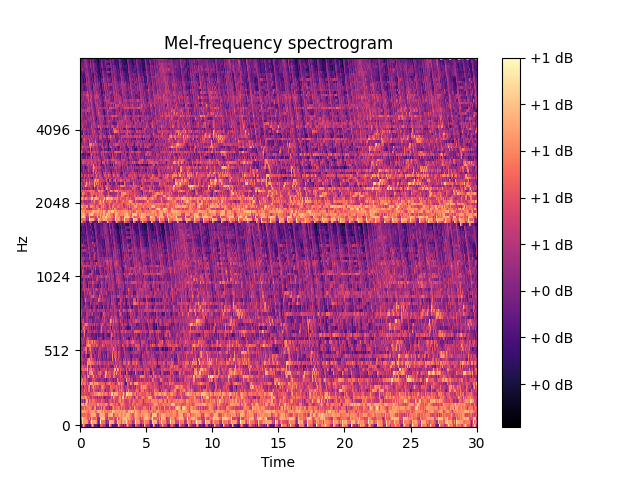 Mel-frequency spectrogram
Hz
4096
2048
1024
512
0
0 5 10 15 20 25 30
Time
+1 dB
+1 dB
+1 dB
+1 dB
+1 dB
+0 dB
+0 dB
+0 dB